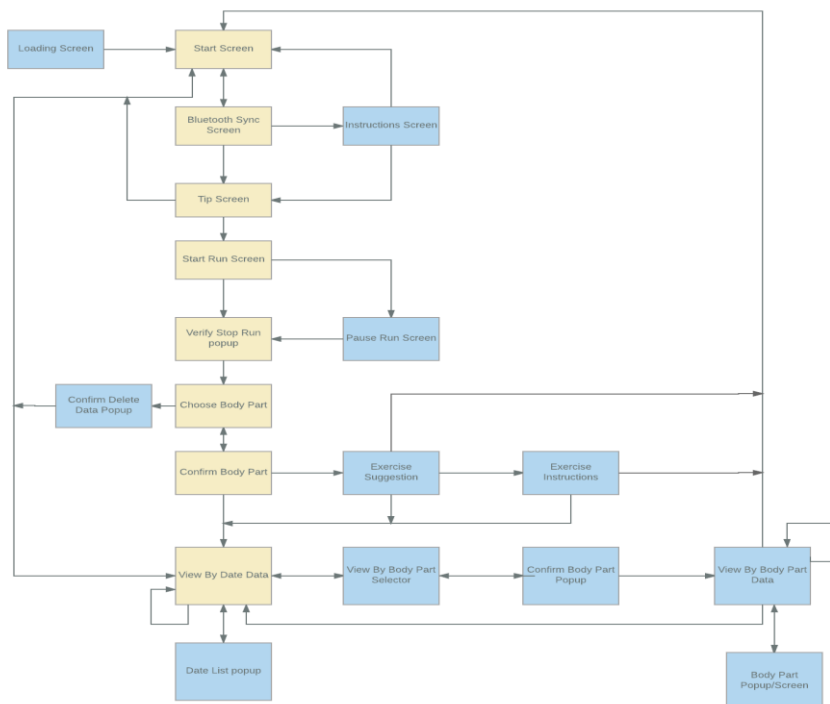 Loading Screen
Start Screen
Bluetooth Sync
Screen
Instructions Screen
Tip Screen
Start Run Screen
Verify Stop Run
popup
Pause Run Screen
Confirm Delete
Data Popup
Choose Body Part
Confirm Body Part
Exercise
Suggestion
Exercise
Instructions
View By Date Data
View By Body Part
Selector
Confirm Body Part
Popup
View By Body Part
Data
Date List popup
Body Part
Popup/Screen